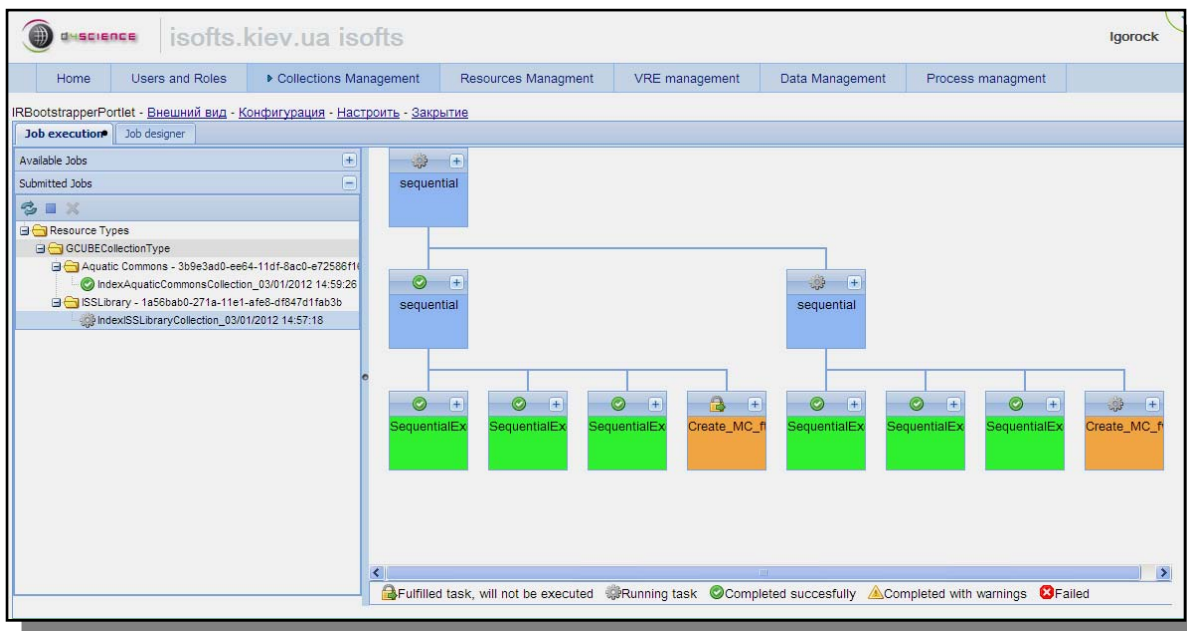 d4science isofts.kiev.ua isofts Igorock
Home Users and Roles Collections Management Resources Managment VRE management Data Management Process managment
IRBootstrapperPortlet - Внешний вид - Конфигурация - Настроить - Закрытие
Job execution Job designer
Available Jobs
Submitted Jobs
Resource Types
GCUBECollectionType
Aquatic Commons - 3b9e3ad0-ee64-11df-8ac0-e72586f1
IndexAquaticCommonsCollection_03/01/2012 14:59:26
ISSLibrary - 1a56bab0-271a-11e1-afe8-df847d1fab3b
IndexISSLibraryCollection_03/01/2012 14:57:18
sequential
sequential sequential
SequentialEx SequentialEx SequentialEx Create_MC_f SequentialEx SequentialEx SequentialEx Create_MC_f
Fulfilled task, will not be executed Running task Completed succesfully Completed with warnings Failed